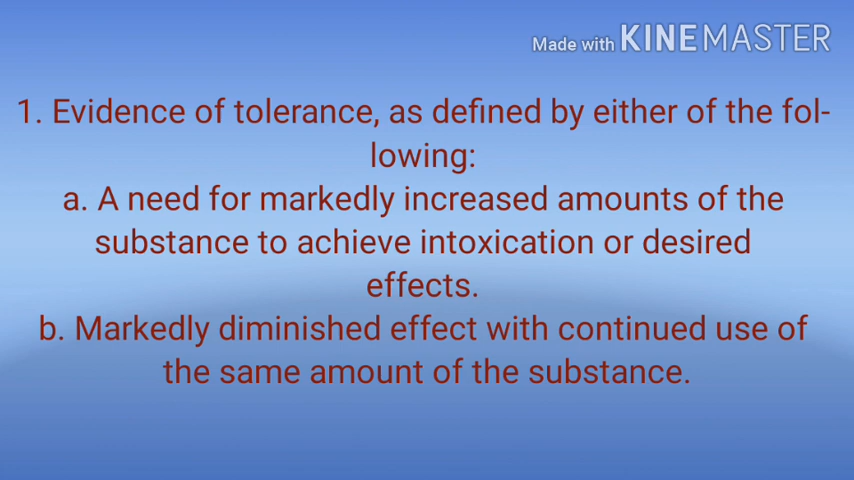 Made with KINEMASTER
1. Evidence of tolerance, as defined by either of the fol-
lowing:
a. A need for markedly increased amounts of the
substance to achieve intoxication or desired
effects.
b. Markedly diminished effect with continued use of
the same amount of the substance.